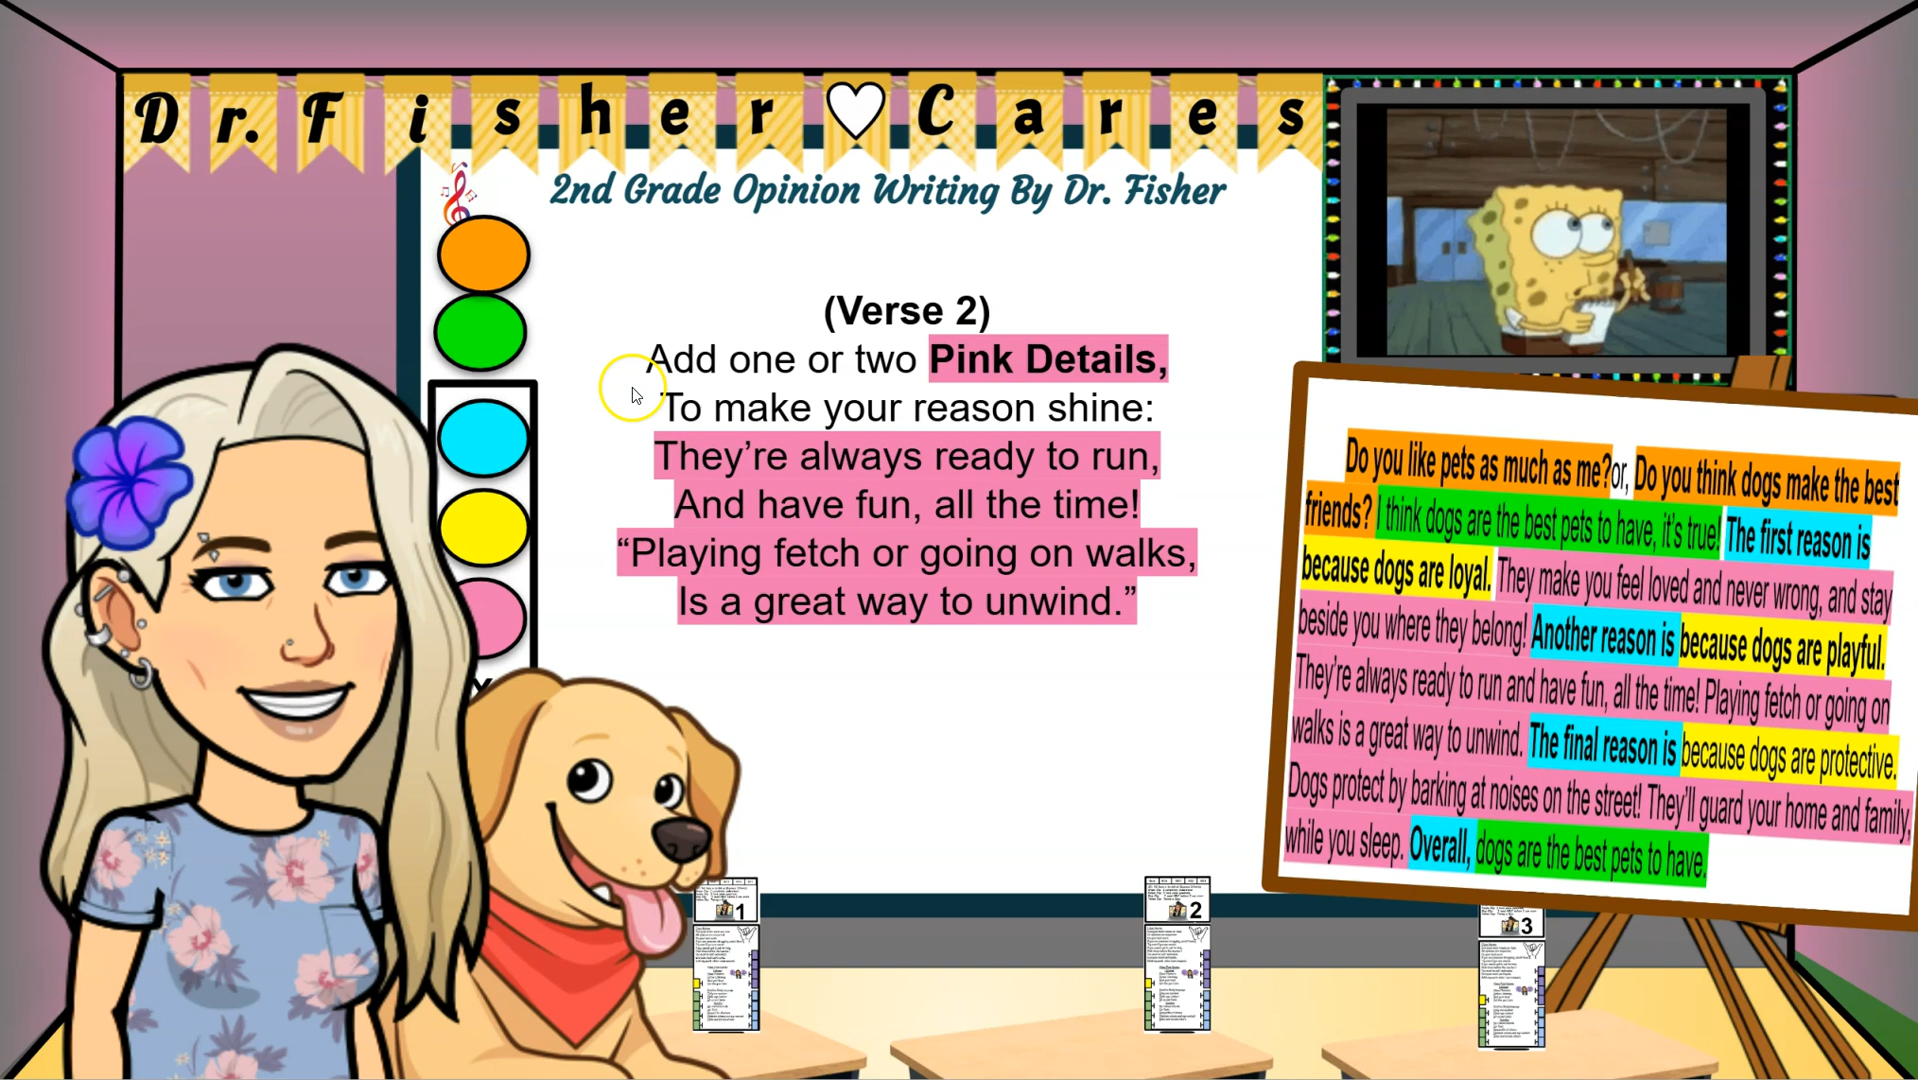 Dr. Fisher Cares
2nd Grade Opinion Writing By Dr. Fisher
(Verse 2)
Add one or two Pink Details,
To make your reason shine:
They’re always ready to run,
And have fun, all the time!
“Playing fetch or going on walks,
Is a great way to unwind.”
Do you like pets as much as me?or, Do you think dogs make the best
friends? I think dogs are the best pets to have, it’s true! The first reason is
because dogs are loyal. They make you feel loved and never wrong, and stay
beside you where they belong! Another reason is because dogs are playful.
They’re always ready to run and have fun, all the time! Playing fetch or going on
walks is a great way to unwind. The final reason is because dogs are protective.
Dogs protect by barking at noises on the street! They’ll guard your home and family,
while you sleep. Overall, dogs are the best pets to have.
1
2
3